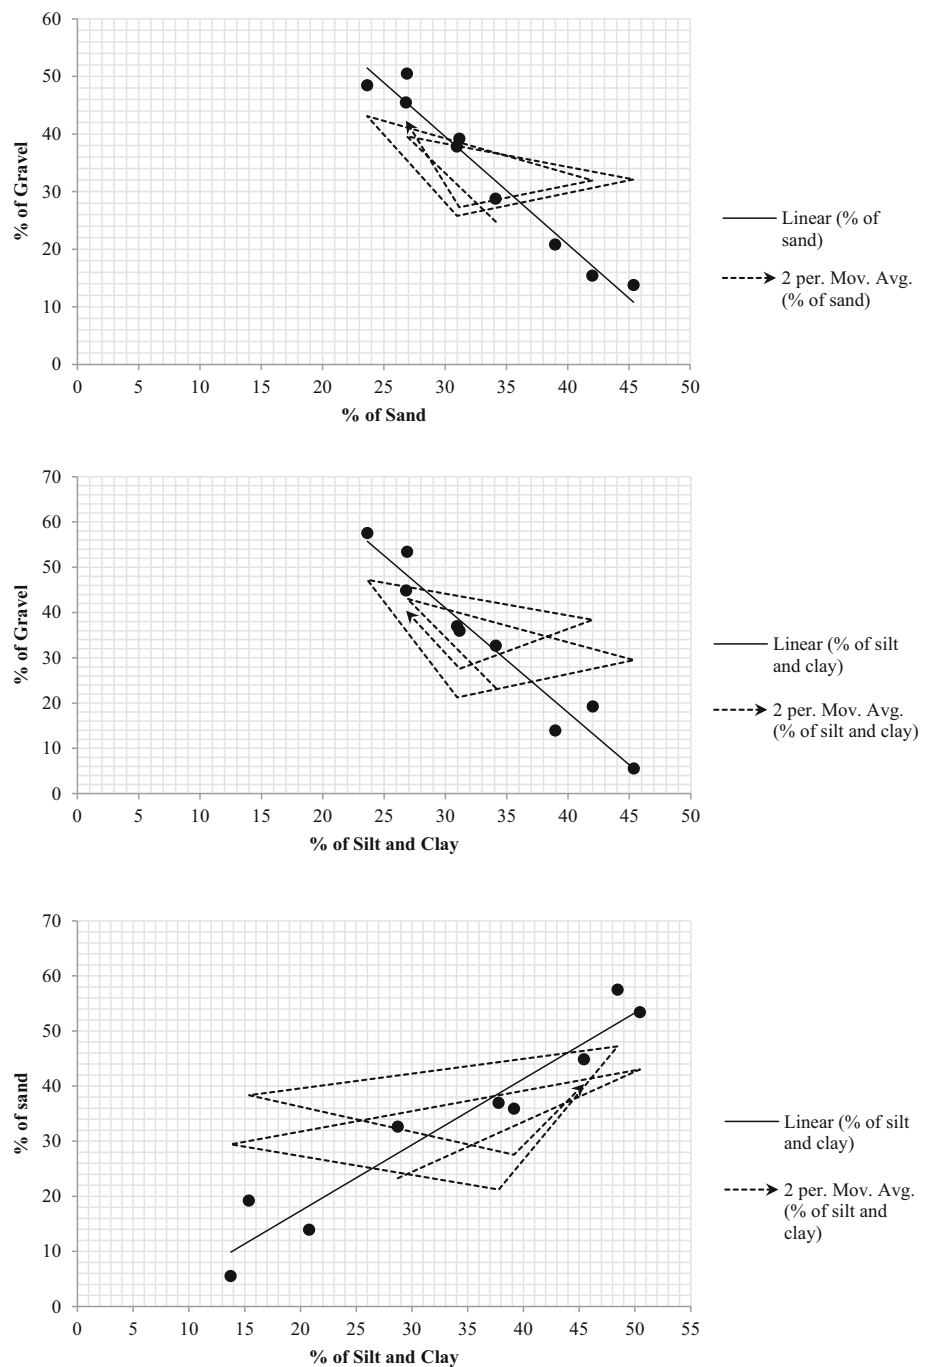 60
50
40
30
20
10
0
% of Gravel
0 5 10 15 20 25 30 35 40 45 50
% of Sand
Linear (% of
sand)
2 per. Mov. Avg.
(% of sand)
70
60
50
40
30
20
10
0
% of Gravel
0 5 10 15 20 25 30 35 40 45 50
% of Silt and Clay
Linear (% of silt
and clay)
2 per. Mov. Avg.
(% of silt and clay)
70
60
50
40
30
20
10
0
% of sand
0 5 10 15 20 25 30 35 40 45 50 55
% of Silt and Clay
Linear (% of silt
and clay)
2 per. Mov. Avg.
(% of silt and
clay)